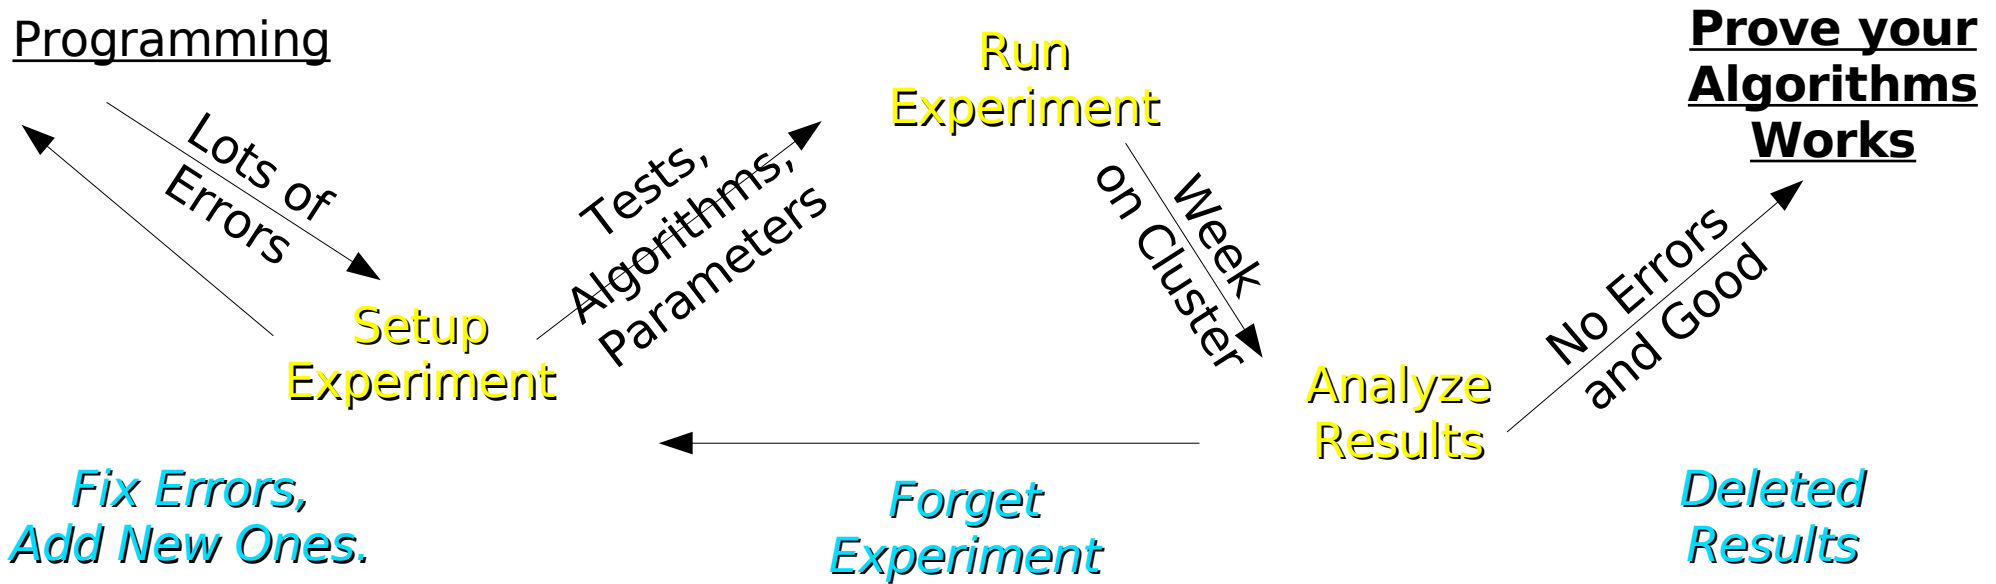 Programming
Lots of
Errors
Setup
Experiment
Tests,
Algorithms,
Parameters
Run
Experiment
Week
on Cluster
Analyze
Results
No Errors
and Good
Prove your
Algorithms
Works
Fix Errors,
Add New Ones.
Forget
Experiment
Deleted
Results